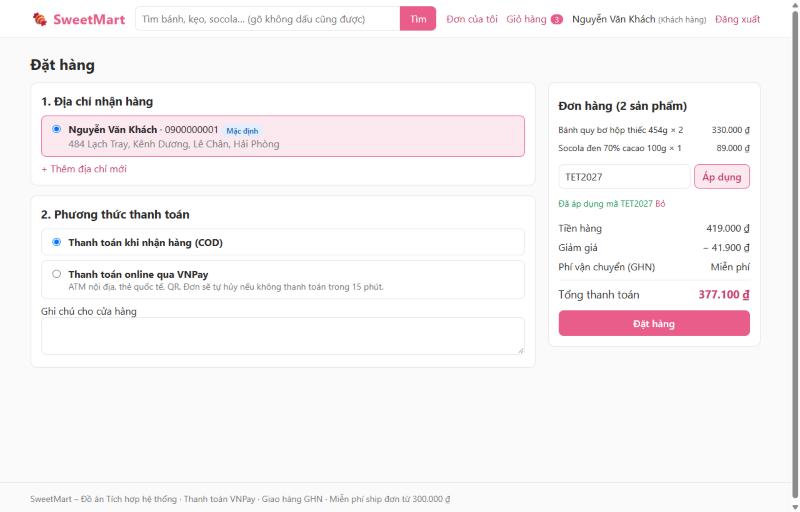 SweetMart
Tìm bánh, kẹo, socola... (gõ không dấu cũng được)
Tìm
Đơn của tôi
Giỏ hàng 3
Nguyễn Văn Khách (Khách hàng)
Đăng xuất
Đặt hàng
1. Địa chỉ nhận hàng
Nguyễn Văn Khách · 0900000001 Mặc định
484 Lạch Tray, Kênh Dương, Lê Chân, Hải Phòng
+ Thêm địa chỉ mới
2. Phương thức thanh toán
Thanh toán khi nhận hàng (COD)
Thanh toán online qua VNPay
ATM nội địa, thẻ quốc tế, QR. Đơn sẽ tự hủy nếu không thanh toán trong 15 phút.
Ghi chú cho cửa hàng
Đơn hàng (2 sản phẩm)
Bánh quy bơ hộp thiếc 454g × 2 330.000 ₫
Socola đen 70% cacao 100g × 1 89.000 ₫
TET2027
Áp dụng
Đã áp dụng mã TET2027 Bỏ
Tiền hàng 419.000 ₫
Giảm giá − 41.900 ₫
Phí vận chuyển (GHN) Miễn phí
Tổng thanh toán 377.100 ₫
Đặt hàng
SweetMart – Đồ án Tích hợp hệ thống · Thanh toán VNPay · Giao hàng GHN · Miễn phí ship đơn từ 300.000 ₫